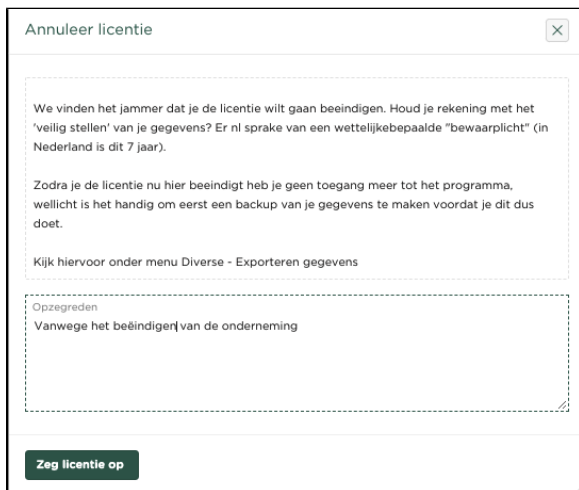 Annuleer licentie
We vinden het jammer dat je de licentie wilt gaan beeindigen. Houd je rekening met het
'veilig stellen' van je gegevens? Er nl sprake van een wettelijkebepaalde "bewaarplicht" (in
Nederland is dit 7 jaar).
Zodra je de licentie nu hier beeindigt heb je geen toegang meer tot het programma,
wellicht is het handig om eerst een backup van je gegevens te maken voordat je dit dus
doet.
Kijk hiervoor onder menu Diverse - Exporteren gegevens
Opzegreden
Vanwege het beëindigen van de onderneming
Zeg licentie op